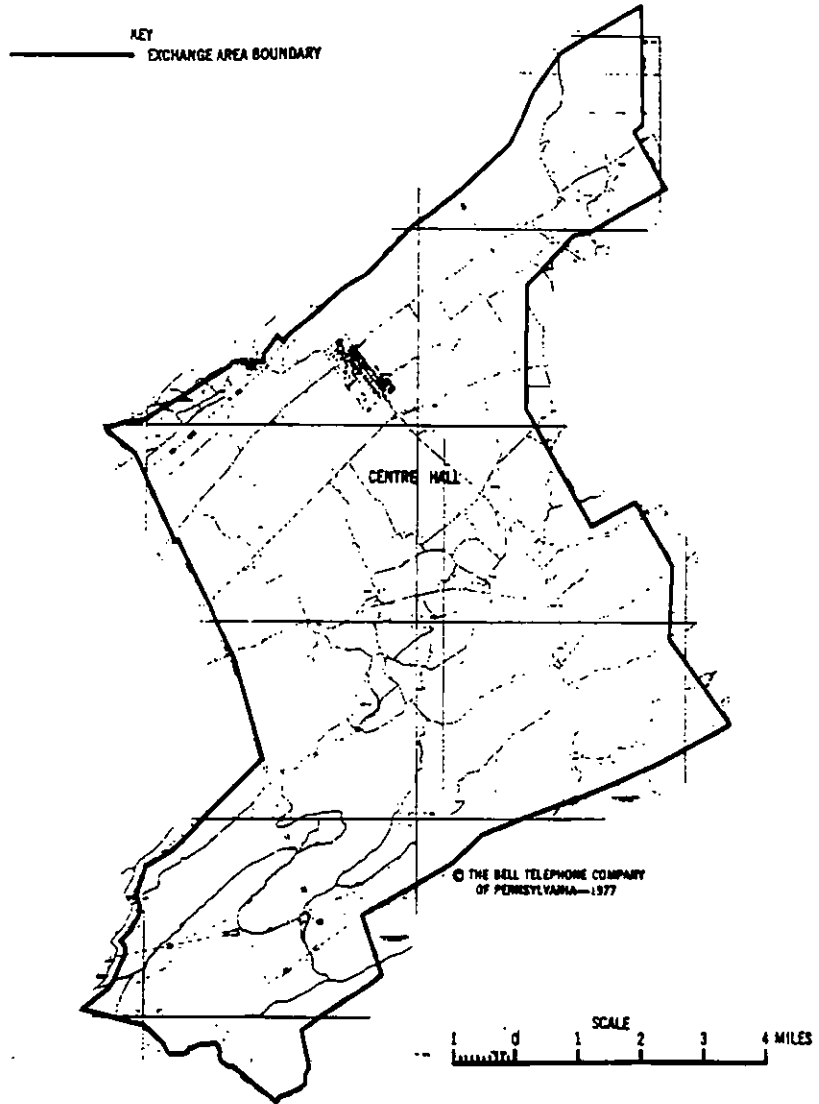 KEY
EXCHANGE AREA BOUNDARY
CENTRE HALL
© THE BELL TELEPHONE COMPANY
OF PENNSYLVANIA—1977
SCALE
1 0 1 2 3 4 MILES